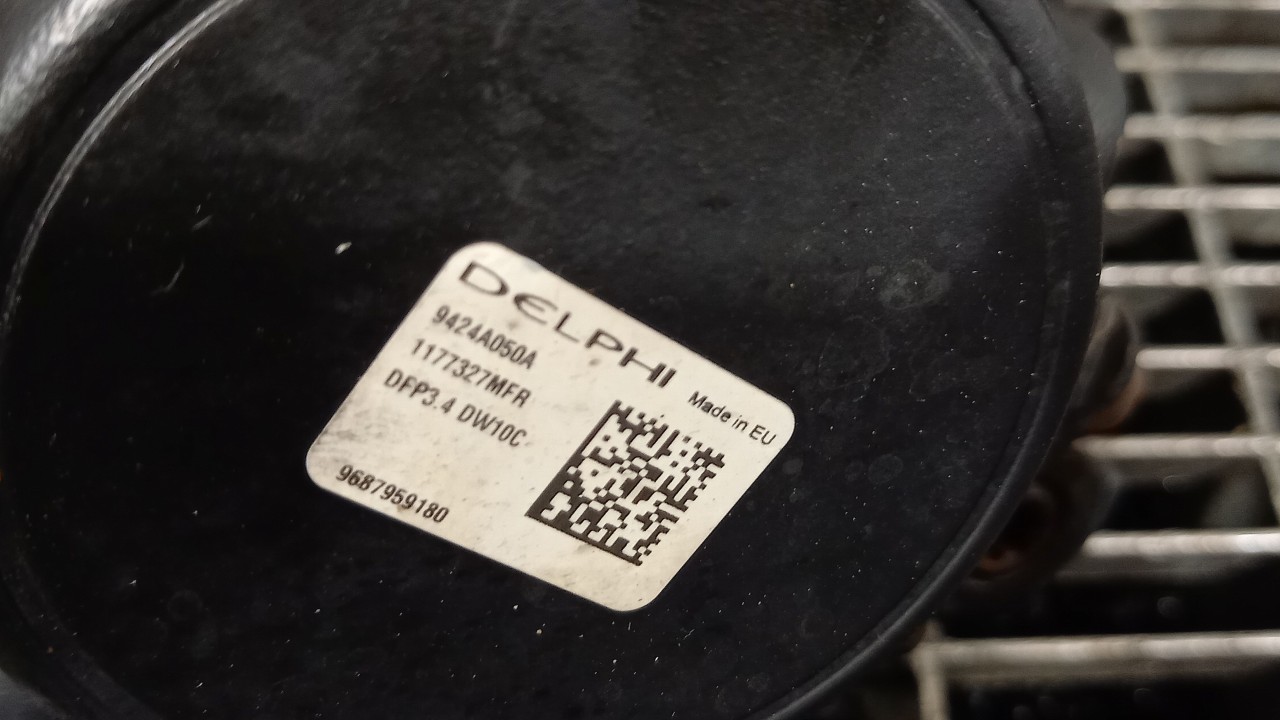 DELPHI
9424A050A
1177327MFR
DFP3.4 DW10C
Made in EU
9687959180